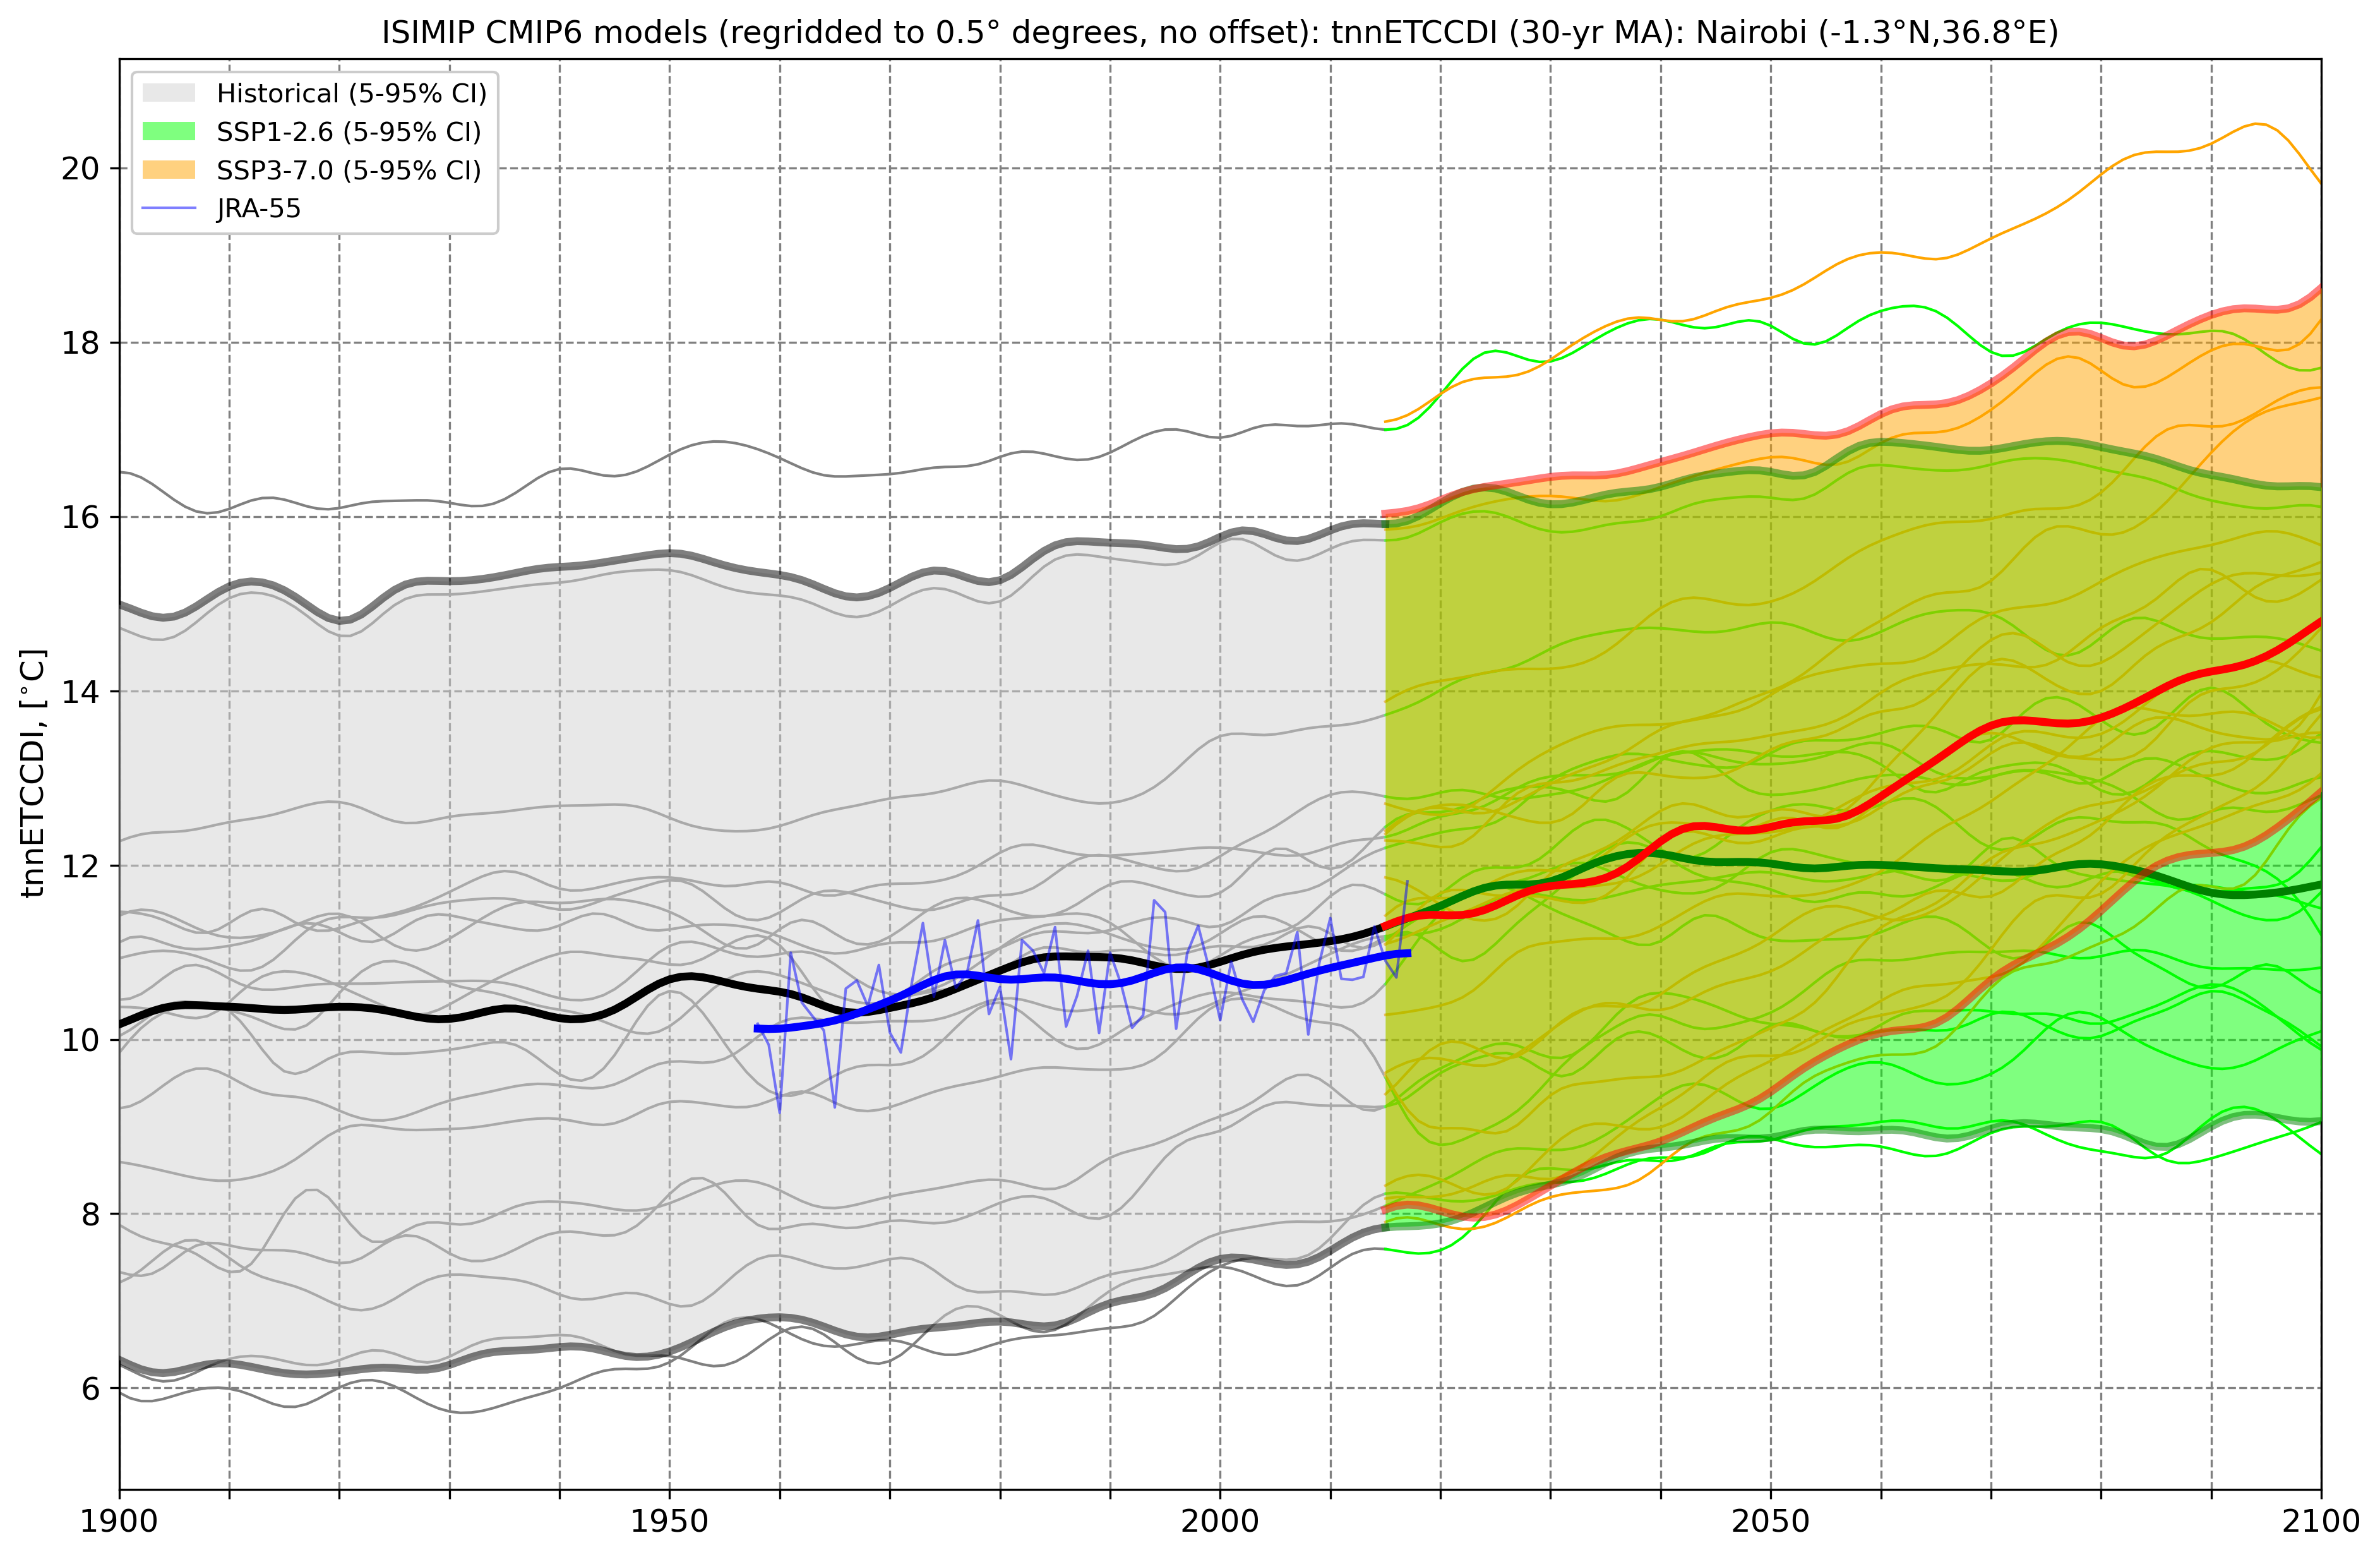 ISIMIP CMIP6 models (regridded to 0.5° degrees, no offset): tnnETCCDI (30-yr MA): Nairobi (-1.3°N,36.8°E)
Historical (5-95% CI)
SSP1-2.6 (5-95% CI)
SSP3-7.0 (5-95% CI)
JRA-55
tnnETCCDI, [°C]
20
18
16
14
12
10
8
6
1900
1950
2000
2050
2100